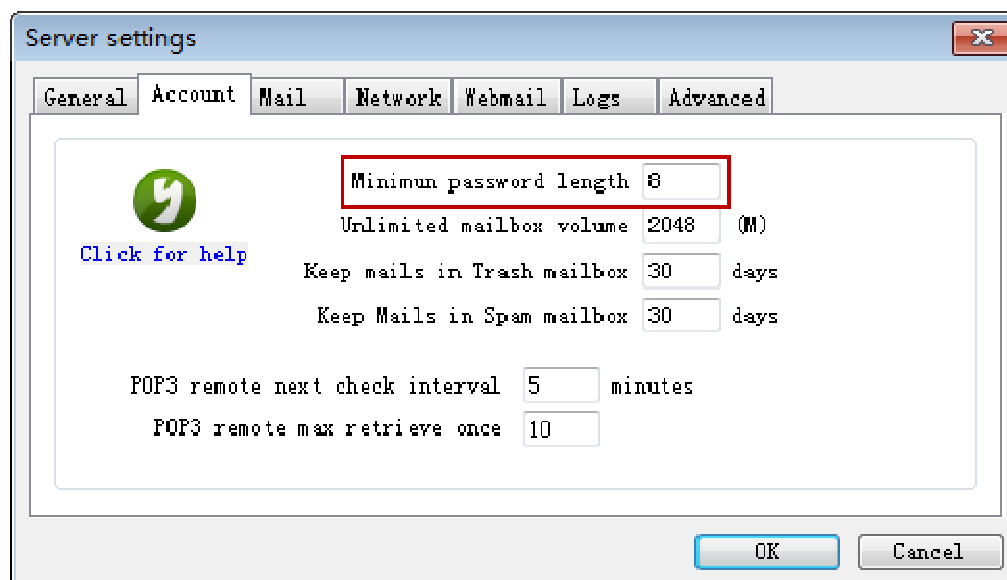 Server settings
General Account Mail Network Webmail Logs Advanced
Minimun password length 8
Unlimited mailbox volume 2048 (M)
Click for help
Keep mails in Trash mailbox 30 days
Keep Mails in Spam mailbox 30 days
POP3 remote next check interval 5 minutes
POP3 remote max retrieve once 10
OK Cancel